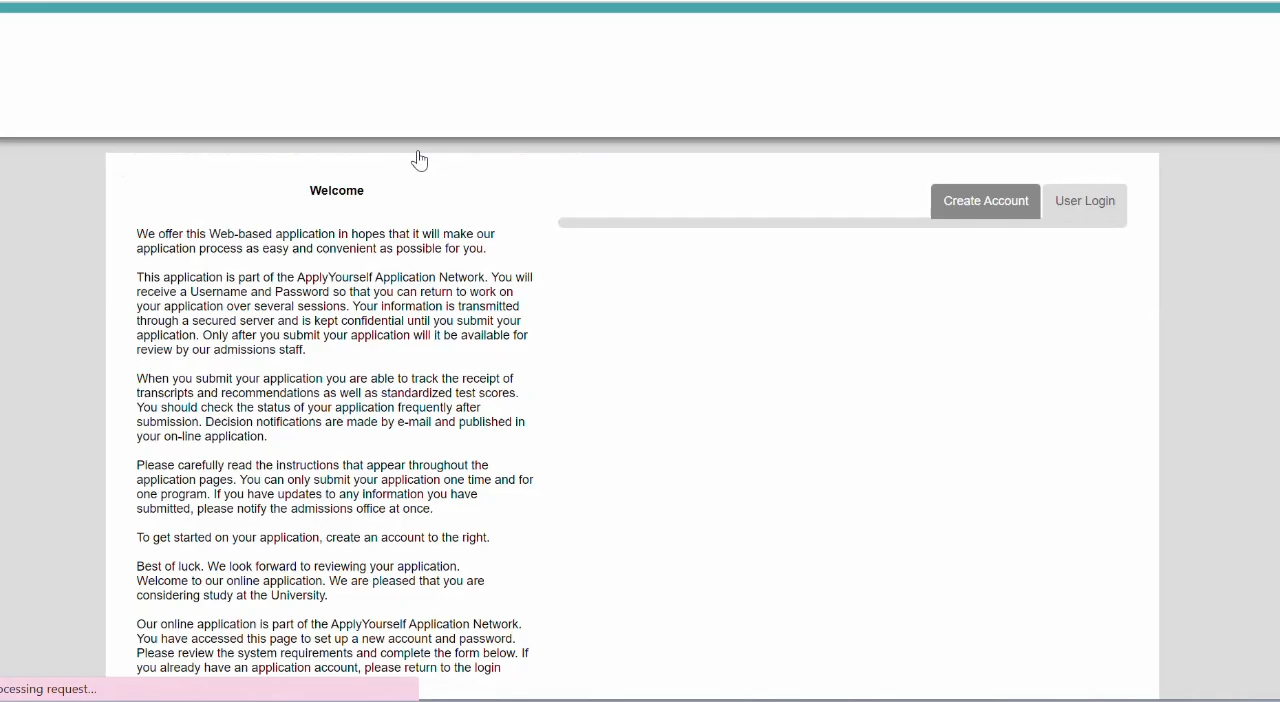 Welcome
Create Account
User Login
We offer this Web-based application in hopes that it will make our
application process as easy and convenient as possible for you.
This application is part of the ApplyYourself Application Network. You will
receive a Username and Password so that you can return to work on
your application over several sessions. Your information is transmitted
through a secured server and is kept confidential until you submit your
application. Only after you submit your application will it be available for
review by our admissions staff.
When you submit your application you are able to track the receipt of
transcripts and recommendations as well as standardized test scores.
You should check the status of your application frequently after
submission. Decision notifications are made by e-mail and published in
your on-line application.
Please carefully read the instructions that appear throughout the
application pages. You can only submit your application one time and for
one program. If you have updates to any information you have
submitted, please notify the admissions office at once.
To get started on your application, create an account to the right.
Best of luck. We look forward to reviewing your application.
Welcome to our online application. We are pleased that you are
considering study at the University.
Our online application is part of the ApplyYourself Application Network.
You have accessed this page to set up a new account and password.
Please review the system requirements and complete the form below. If
you already have an application account, please return to the login
ocessing request...